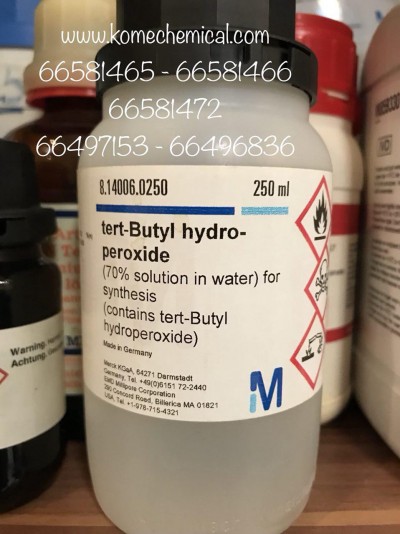 www.komechemical.com
66581465 - 66581466
66581472
66497153 - 66496836
8.14006.0250
250 ml
tert-Butyl hydro-
peroxide
(70% solution in water) for
synthesis
(contains tert-Butyl
hydroperoxide)
Made in Germany
Merck KGaA, 64271 Darmstadt
Germany, Tel. +49(0)6151 72-2440
EMD Millipore Corporation
290 Concord Road, Billerica MA 01821
USA, Tel. +1-978-715-4321
M
Warning.
Achtung.